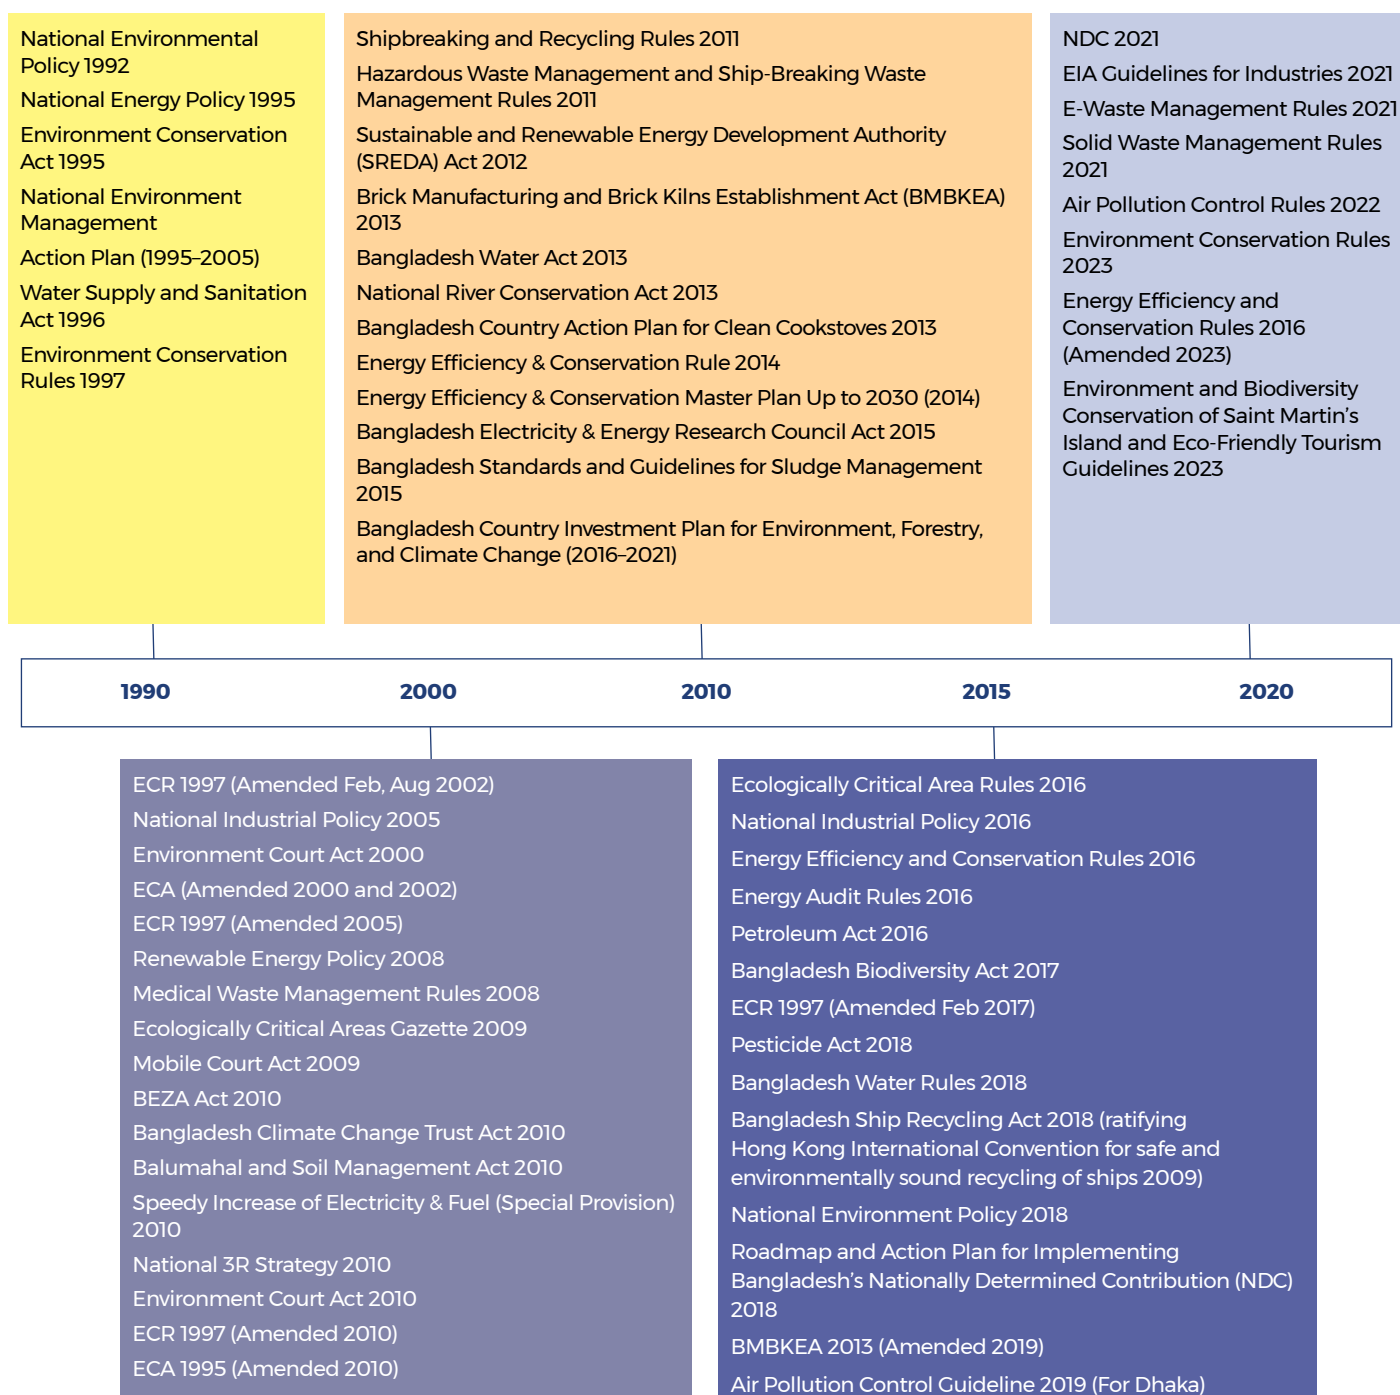 National Environmental
Policy 1992
National Energy Policy 1995
Environment Conservation
Act 1995
National Environment
Management
Action Plan (1995–2005)
Water Supply and Sanitation
Act 1996
Environment Conservation
Rules 1997
Shipbreaking and Recycling Rules 2011
Hazardous Waste Management and Ship-Breaking Waste
Management Rules 2011
Sustainable and Renewable Energy Development Authority
(SREDA) Act 2012
Brick Manufacturing and Brick Kilns Establishment Act (BMBKEA)
2013
Bangladesh Water Act 2013
National River Conservation Act 2013
Bangladesh Country Action Plan for Clean Cookstoves 2013
Energy Efficiency & Conservation Rule 2014
Energy Efficiency & Conservation Master Plan Up to 2030 (2014)
Bangladesh Electricity & Energy Research Council Act 2015
Bangladesh Standards and Guidelines for Sludge Management
2015
Bangladesh Country Investment Plan for Environment, Forestry,
and Climate Change (2016–2021)
NDC 2021
EIA Guidelines for Industries 2021
E-Waste Management Rules 2021
Solid Waste Management Rules
2021
Air Pollution Control Rules 2022
Environment Conservation Rules
2023
Energy Efficiency and
Conservation Rules 2016
(Amended 2023)
Environment and Biodiversity
Conservation of Saint Martin's
Island and Eco-Friendly Tourism
Guidelines 2023
1990 2000 2010 2015 2020
ECR 1997 (Amended Feb, Aug 2002)
National Industrial Policy 2005
Environment Court Act 2000
ECA (Amended 2000 and 2002)
ECR 1997 (Amended 2005)
Renewable Energy Policy 2008
Medical Waste Management Rules 2008
Ecologically Critical Areas Gazette 2009
Mobile Court Act 2009
BEZA Act 2010
Bangladesh Climate Change Trust Act 2010
Balumahal and Soil Management Act 2010
Speedy Increase of Electricity & Fuel (Special Provision)
2010
National 3R Strategy 2010
Environment Court Act 2010
ECR 1997 (Amended 2010)
ECA 1995 (Amended 2010)
Ecologically Critical Area Rules 2016
National Industrial Policy 2016
Energy Efficiency and Conservation Rules 2016
Energy Audit Rules 2016
Petroleum Act 2016
Bangladesh Biodiversity Act 2017
ECR 1997 (Amended Feb 2017)
Pesticide Act 2018
Bangladesh Water Rules 2018
Bangladesh Ship Recycling Act 2018 (ratifying
Hong Kong International Convention for safe and
environmentally sound recycling of ships 2009)
National Environment Policy 2018
Roadmap and Action Plan for Implementing
Bangladesh's Nationally Determined Contribution (NDC)
2018
BMBKEA 2013 (Amended 2019)
Air Pollution Control Guideline 2019 (For Dhaka)